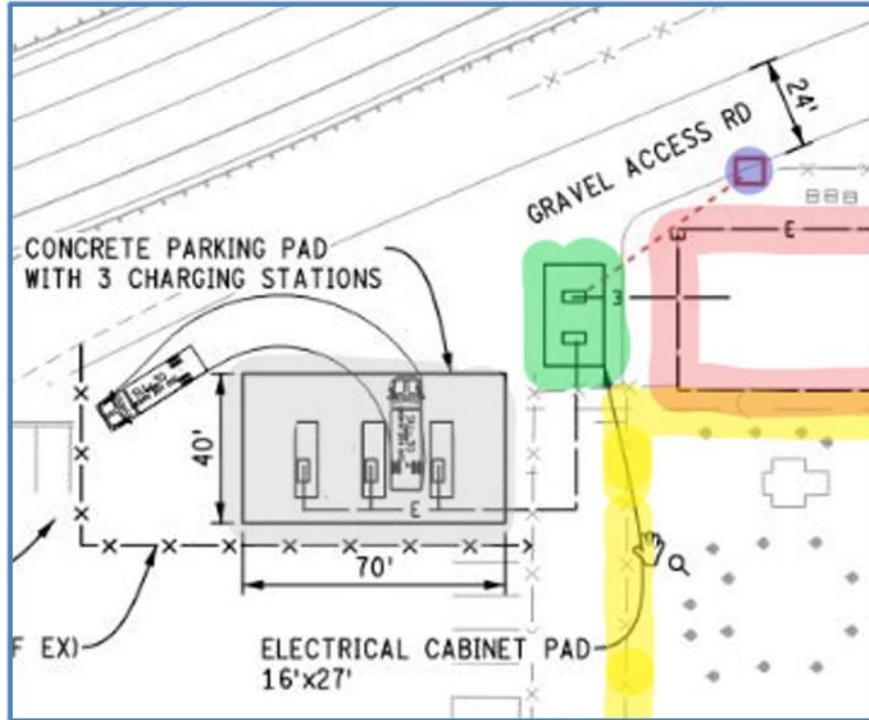 24'
GRAVEL ACCESS RD
CONCRETE PARKING PAD
WITH 3 CHARGING STATIONS
E
E
E
40'
E
70'
F EX)
ELECTRICAL CABINET PAD
16'x27'